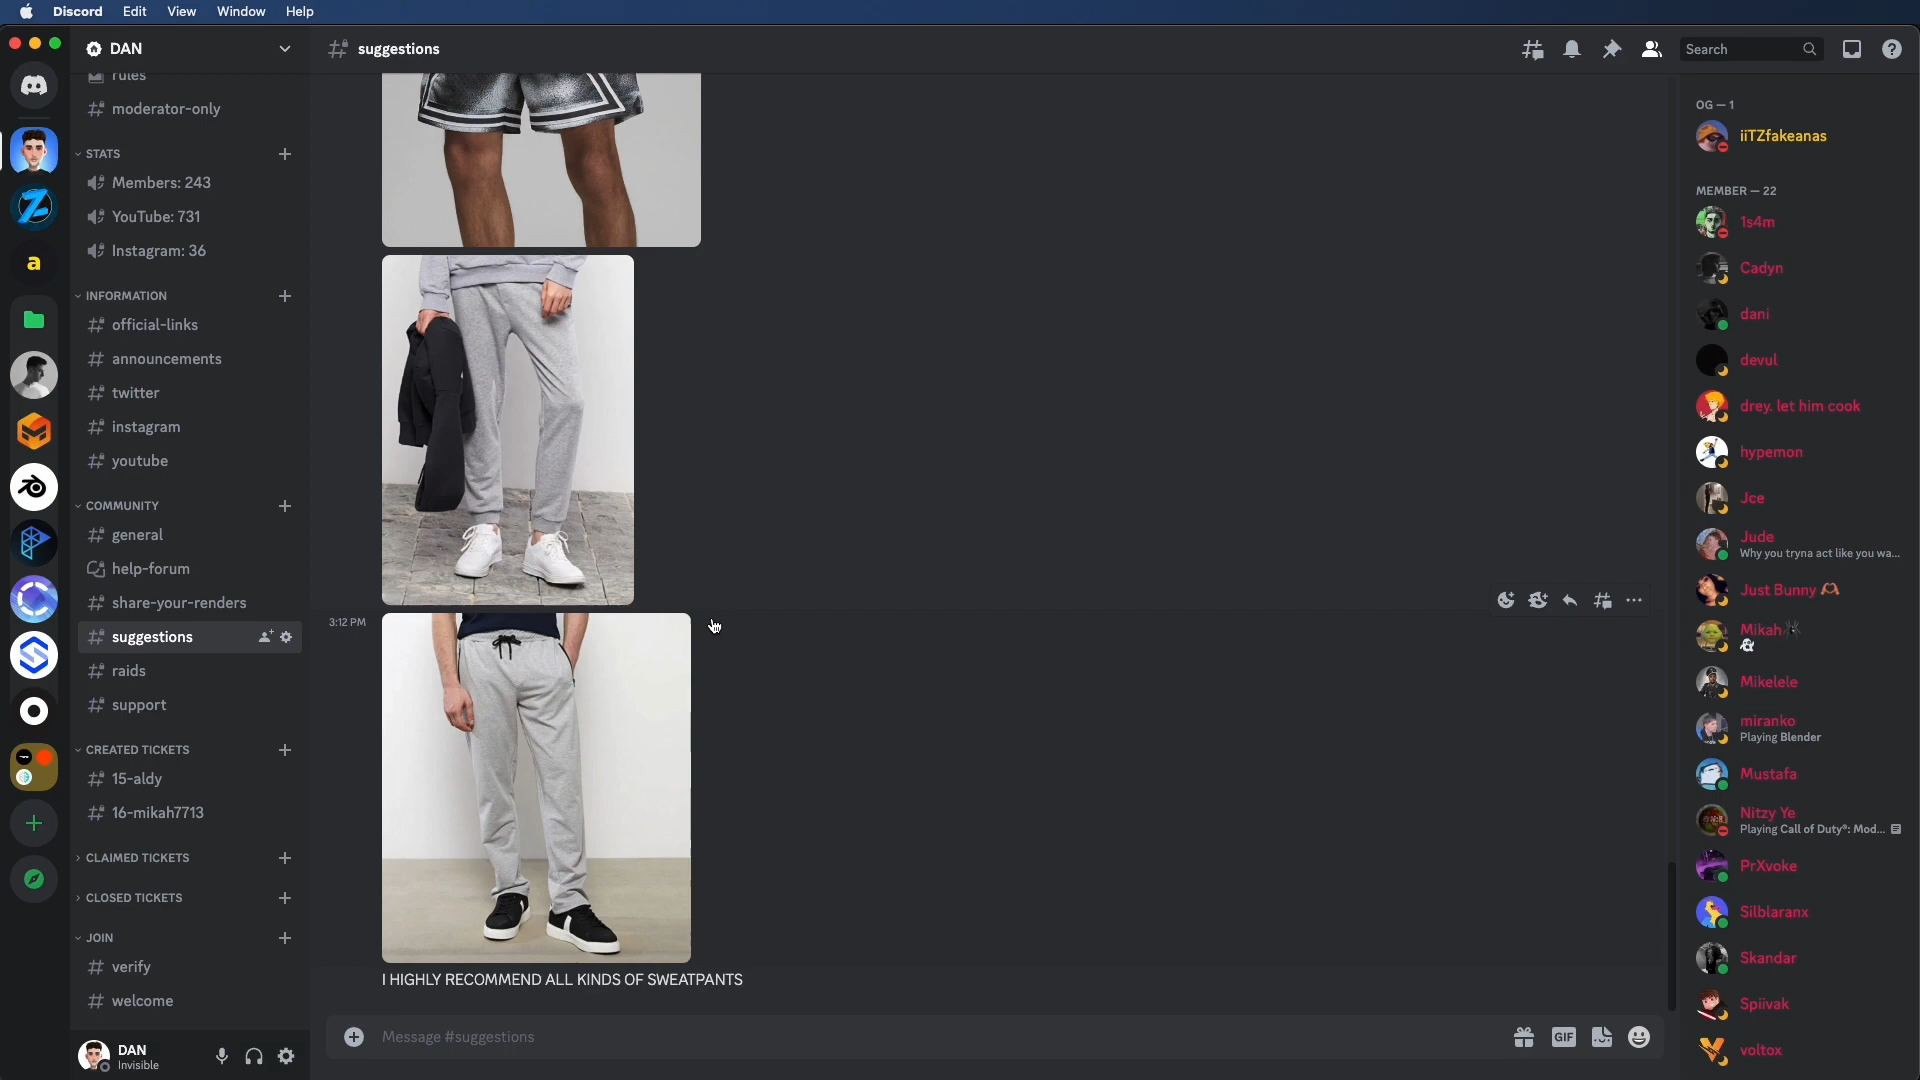 Discord Edit View Window Help
DAN
suggestions
Search
rules
moderator-only
STATS
Members: 243
YouTube: 731
Instagram: 36
INFORMATION
official-links
announcements
twitter
instagram
youtube
COMMUNITY
general
help-forum
share-your-renders
suggestions
raids
support
CREATED TICKETS
15-aldy
16-mikah7713
CLAIMED TICKETS
CLOSED TICKETS
JOIN
verify
welcome
DAN
Invisible
a
3:12 PM
I HIGHLY RECOMMEND ALL KINDS OF SWEATPANTS
Message #suggestions
GIF
OG — 1
iiTZfakeanas
MEMBER — 22
1s4m
Cadyn
dani
devul
drey. let him cook
hypemon
Jce
Jude
Why you tryna act like you wa...
Just Bunny
Mikah
Mikelele
miranko
Playing Blender
Mustafa
Nitzy Ye
Playing Call of Duty®: Mod...
PrXvoke
Silblaranx
Skandar
Spiivak
voltox